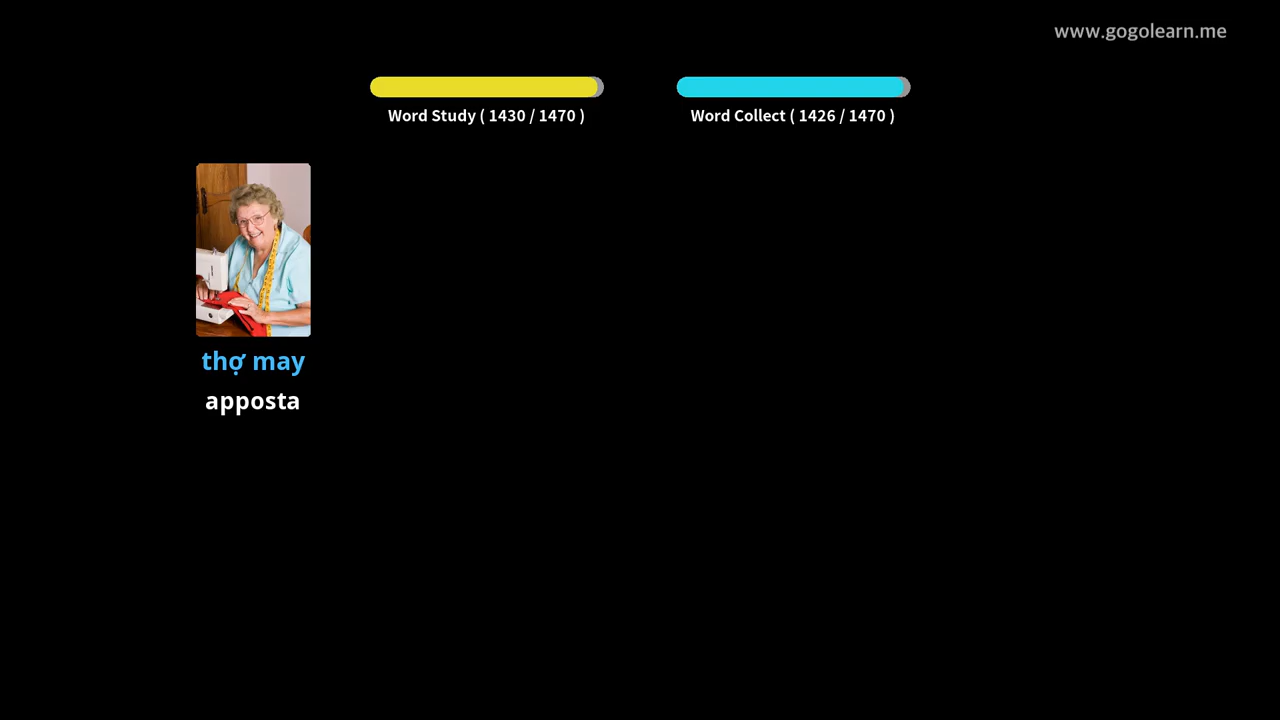 www.gogolearn.me
Word Study ( 1430 / 1470 )
Word Collect ( 1426 / 1470 )
thợ may
apposta